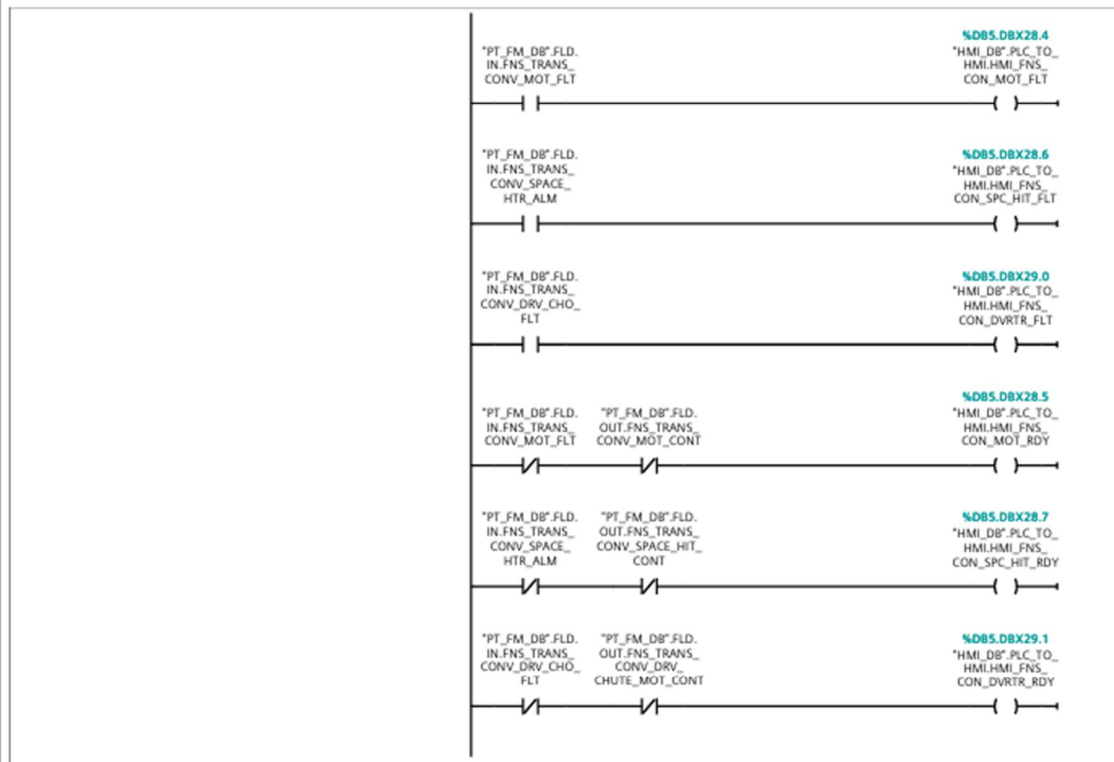 %DB5.DBX28.4
"PT_FM_DB".FLD.
IN.FNS_TRANS_
CONV_MOT_FLT
"HMI_DB".PLC_TO_
HMI.HMI_FNS_
CON_MOT_FLT
"PT_FM_DB".FLD.
IN.FNS_TRANS_
CONV_SPACE_
HTR_ALM
%DB5.DBX28.6
"HMI_DB".PLC_TO_
HMI.HMI_FNS_
CON_SPC_HIT_FLT
"PT_FM_DB".FLD.
IN.FNS_TRANS_
CONV_DRV_CHO_
FLT
%DB5.DBX29.0
"HMI_DB".PLC_TO_
HMI.HMI_FNS_
CON_DVRTR_FLT
"PT_FM_DB".FLD.
IN.FNS_TRANS_
CONV_MOT_FLT
"PT_FM_DB".FLD.
OUT.FNS_TRANS_
CONV_MOT_CONT
%DB5.DBX28.5
"HMI_DB".PLC_TO_
HMI.HMI_FNS_
CON_MOT_RDY
"PT_FM_DB".FLD.
IN.FNS_TRANS_
CONV_SPACE_
HTR_ALM
"PT_FM_DB".FLD.
OUT.FNS_TRANS_
CONV_SPACE_HIT_
CONT
%DB5.DBX28.7
"HMI_DB".PLC_TO_
HMI.HMI_FNS_
CON_SPC_HIT_RDY
"PT_FM_DB".FLD.
IN.FNS_TRANS_
CONV_DRV_CHO_
FLT
"PT_FM_DB".FLD.
OUT.FNS_TRANS_
CONV_DRV_
CHUTE_MOT_CONT
%DB5.DBX29.1
"HMI_DB".PLC_TO_
HMI.HMI_FNS_
CON_DVRTR_RDY